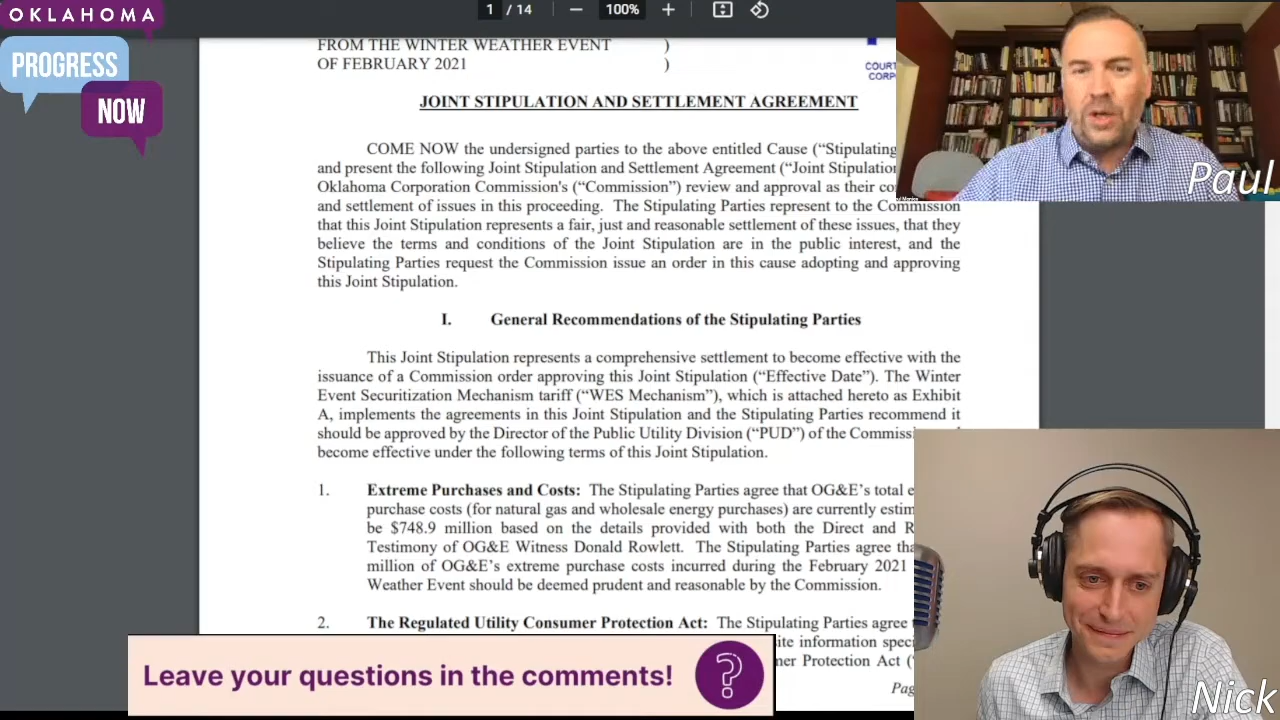 OKLAHOMA
PROGRESS
NOW
1 / 14
100%
FROM THE WINTER WEATHER EVENT )
OF FEBRUARY 2021 )
COURT
CORP
JOINT STIPULATION AND SETTLEMENT AGREEMENT
COME NOW the undersigned parties to the above entitled Cause (“Stipulating
and present the following Joint Stipulation and Settlement Agreement (“Joint Stipulation
Oklahoma Corporation Commission's (“Commission”) review and approval as their
and settlement of issues in this proceeding. The Stipulating Parties represent to the Commission
that this Joint Stipulation represents a fair, just and reasonable settlement of these issues, that they
believe the terms and conditions of the Joint Stipulation are in the public interest, and the
Stipulating Parties request the Commission issue an order in this cause adopting and approving
this Joint Stipulation.
I. General Recommendations of the Stipulating Parties
This Joint Stipulation represents a comprehensive settlement to become effective with the
issuance of a Commission order approving this Joint Stipulation (“Effective Date”). The Winter
Event Securitization Mechanism tariff (“WES Mechanism”), which is attached hereto as Exhibit
A, implements the agreements in this Joint Stipulation and the Stipulating Parties recommend it
should be approved by the Director of the Public Utility Division (“PUD”) of the Commiss
become effective under the following terms of this Joint Stipulation.
1. Extreme Purchases and Costs: The Stipulating Parties agree that OG&E’s total e
purchase costs (for natural gas and wholesale energy purchases) are currently estim
be $748.9 million based on the details provided with both the Direct and R
Testimony of OG&E Witness Donald Rowlett. The Stipulating Parties agree tha
million of OG&E’s extreme purchase costs incurred during the February 2021
Weather Event should be deemed prudent and reasonable by the Commission.
2. The Regulated Utility Consumer Protection Act: The Stipulating Parties agree
ite information speci
mer Protection Act (“
Pag
Leave your questions in the comments!
?
Paul
Nick